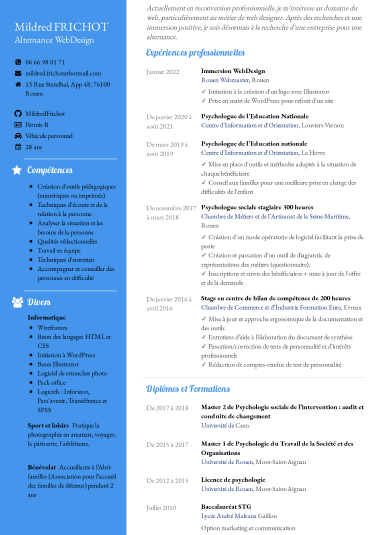 Mildred FRICHOT
Alternance WebDesign
06 66 98 01 71
mildred.frichot@hotmail.com
13 Rue Stendhal, App 48, 76100
Rouen
MildredFrichot
Permis B
Véhicule personnel
28 ans
Compétences
Création d'outils pédagogiques
(numériques ou imprimés)
Techniques d'écoute et de la
relation à la personne
Analyser la situation et les
besoins de la personne
Qualités rédactionnelles
Travail en équipe
Techniques d'entretien
Accompagner et conseiller des
personnes en difficulté
Divers
Informatique
Wireframes
Bases des langages HTML et
CSS
Initiation à WordPress
Bases Illustrator
Logiciel de retouches photo
Pack office
Logiciels : Inforizon,
Pass'avenir, Transférence et
SPSS
Sport et loisirs Pratique la
photographie en amateur, voyager,
la pâtisserie, l'athlétisme.
Bénévolat Accueillante à l'Abri-
familles (Association pour l'accueil
des familles de détenus) pendant 2
ans
Actuellement en reconversion professionnelle, je m'intéresse au domaine du
web, particulièrement au métier de web designer. Après des recherches et une
immersion positive, je suis désormais à la recherche d'une entreprise pour une
alternance.
Expériences professionnelles
Janvier 2022
Immersion WebDesign
Rouen Webmaster, Rouen
✓ Initiation à la création d'un logo avec Illustrator
✓ Prise en main de WordPress pour refont d'un site
De janvier 2020 à
août 2021
Psychologue de l'Education Nationale
Centre d'Information et d'Orientation, Louviers-Vernon
De mars 2019 à
août 2019
Psychologue de l'Education nationale
Centre d'Information et d'Orientation, Le Havre
✓ Mise en place d'outils et méthodes adaptés à la situation de
chaque bénéficiaire
✓ Conseil aux familles pour une meilleure prise en charge des
difficultés de l'enfant
De novembre 2017
à mars 2018
Psychologue sociale stagiaire 300 heures
Chambre de Métiers et de l'Artisanat de la Seine-Maritime,
Rouen
✓ Création d'un mode opératoire de logiciel facilitant la prise de
poste
✓ Création et passation d'un outil de diagnostic de
représentations des métiers (questionnaire).
✓ Inscriptions et suivis des bénéficiaires + mise à jour de l'offre
et de la demande
De janvier 2016 à
avril 2016
Stage en centre de bilan de compétence de 200 heures
Chambre de Commerce et d'Industrie Formation Eure, Evreux
✓ Mise à jour et approche ergonomique de la documentation et
des outils
✓ Entretiens d'aide à l'élaboration du document de synthèse
✓ Passation/correction de tests de personnalité et d'intérêts
professionnels
✓ Rédaction de comptes-rendus de test de personnalité
Diplômes et Formations
De 2017 à 2018
Master 2 de Psychologie sociale de l'intervention : audit et
conduite de changement
Université de Caen
De 2015 à 2017
Master 1 de Psychologie du Travail de la Société et des
Organisations
Université de Rouen, Mont-Saint-Aignan
De 2012 à 2015
Licence de psychologie
Université de Rouen, Mont-Saint-Aignan
Juillet 2010
Baccalauréat STG
Lycée André Malraux Gaillon
Option marketing et communication